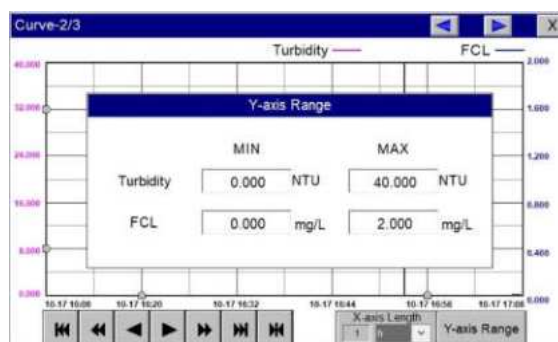 Curve-2/3 X
Turbidity FCL
40.000 2.000
Y-axis Range
32.000 1.600
MIN MAX
24.000 1.200
Turbidity 0.000 NTU 40.000 NTU
16.000
FCL 0.000 mg/L 2.000 mg/L
8.000 0.400
0.000 0.000
10-17 16:08 10-17 16:20 10-17 16:32 10-17 16:44 10-17 16:56 10-17 17:08
X-axis Length
1 h Y-axis Range